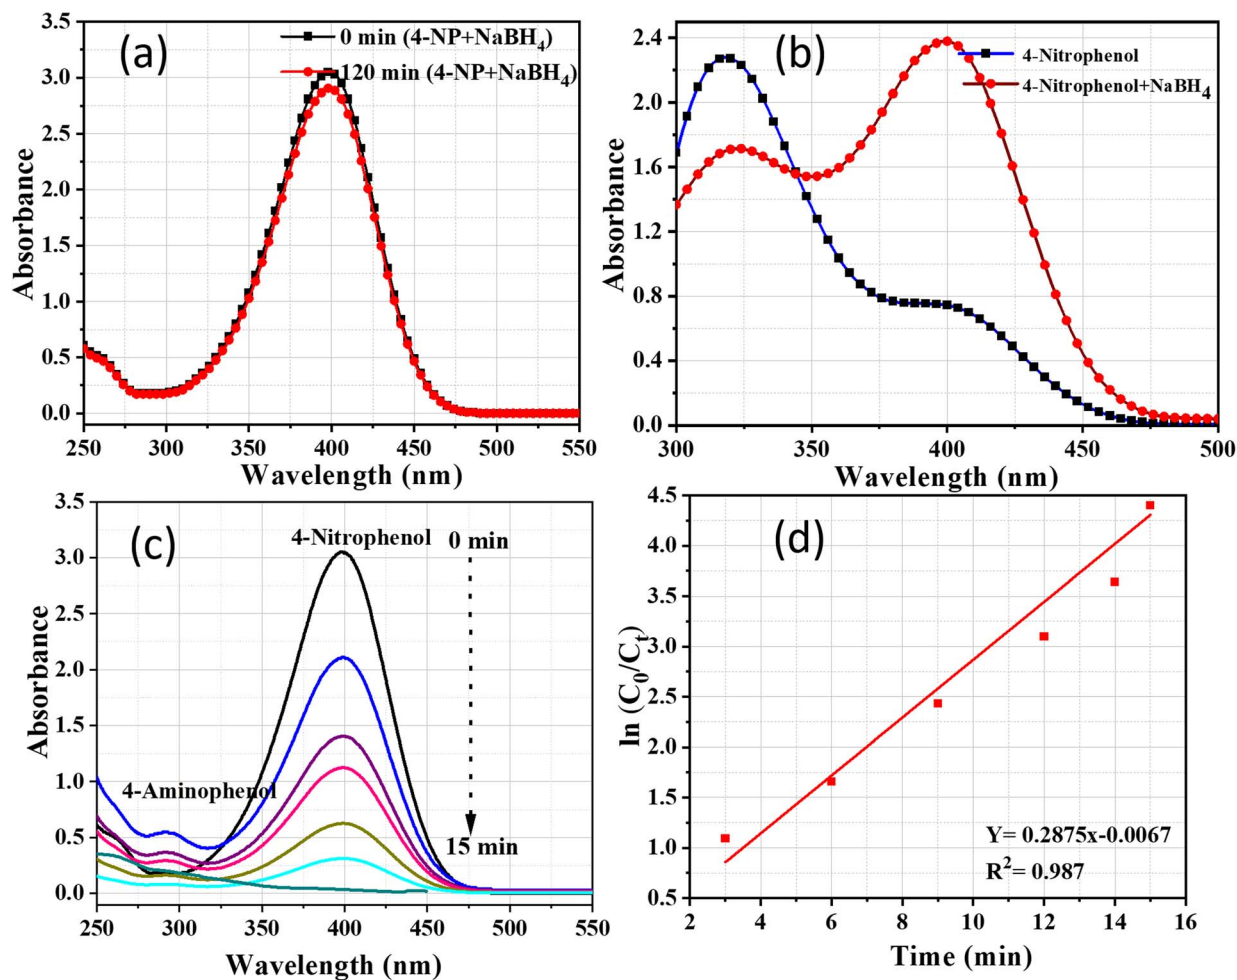 (a)
0 min (4-NP+NaBH4)
120 min (4-NP+NaBH4)
3.5
3.0
2.5
2.0
1.5
1.0
0.5
0.0
Absorbance
250 300 350 400 450 500 550
Wavelength (nm)
(b)
4-Nitrophenol
4-Nitrophenol+NaBH4
2.4
2.0
1.6
1.2
0.8
0.4
0.0
Absorbance
300 350 400 450 500
Wavelength (nm)
(c)
4-Nitrophenol
0 min
15 min
4-Aminophenol
3.5
3.0
2.5
2.0
1.5
1.0
0.5
0.0
Absorbance
250 300 350 400 450 500 550
Wavelength (nm)
(d)
4.5
4.0
3.5
3.0
2.5
2.0
1.5
1.0
0.5
ln (C0/Ct)
Y= 0.2875x-0.0067
R2= 0.987
2 4 6 8 10 12 14 16
Time (min)